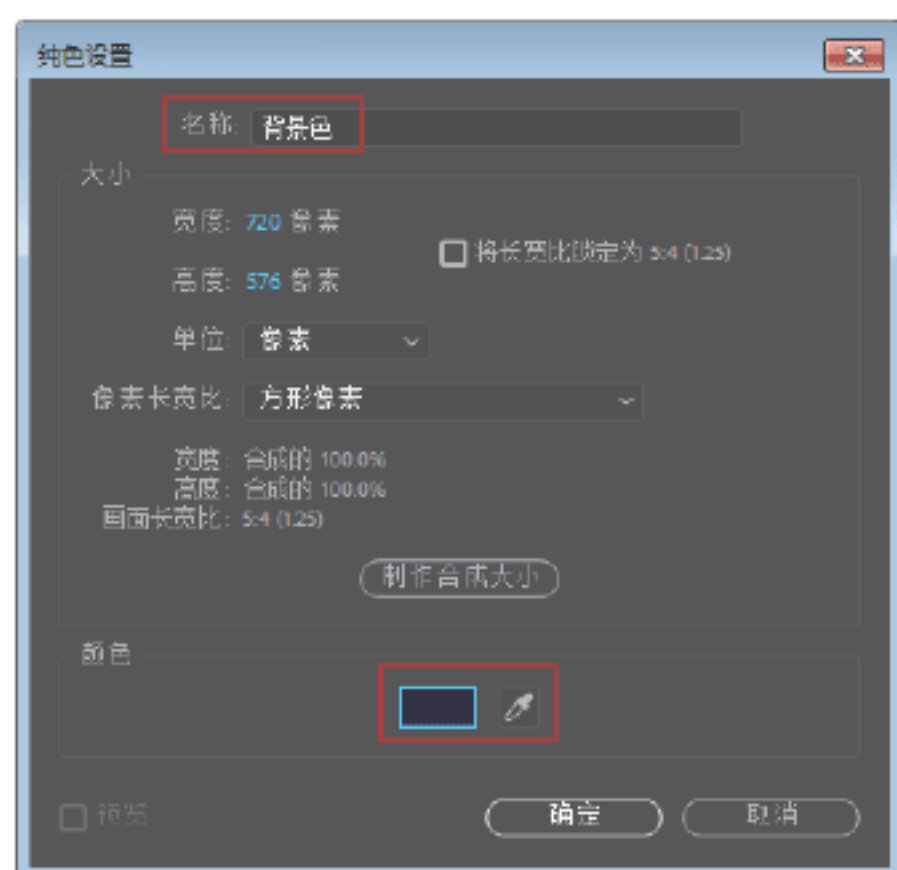 纯色设置
名称: 背景色
大小
宽度: 720 像素
将长宽比锁定为 5:4 (1.25)
高度: 576 像素
单位: 像素
像素长宽比: 方形像素
宽度: 合成的 100.0%
高度: 合成的 100.0%
画面长宽比: 5:4 (1.25)
制作合成大小
颜色
预览
确定
取消